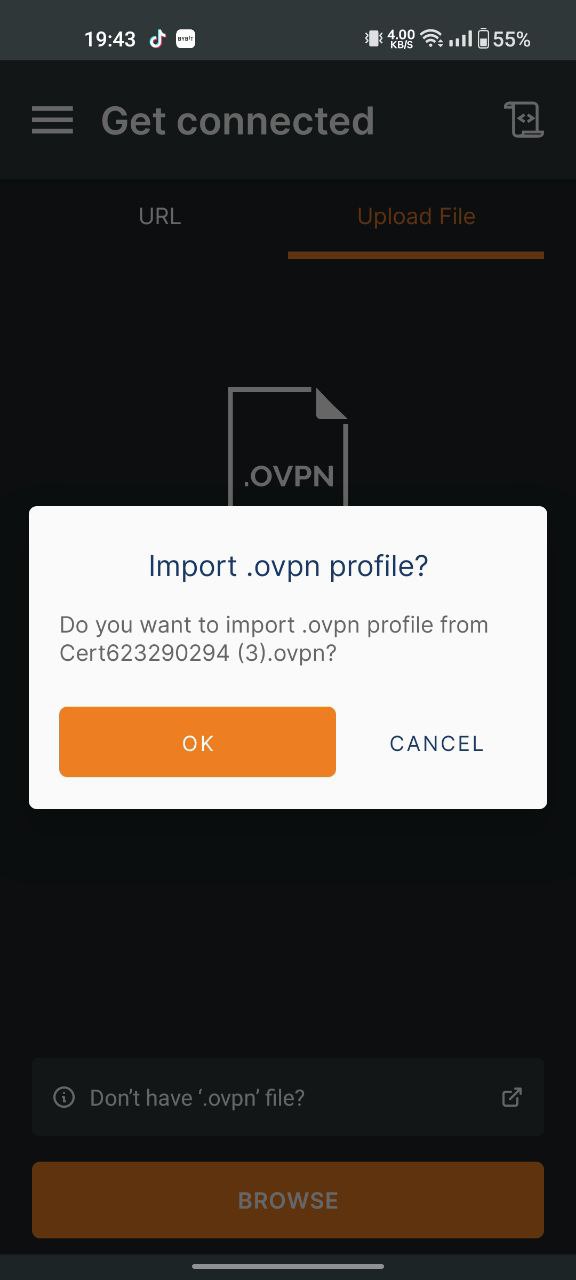 19:43
BYBIT
4.00
KB/S
55%
Get connected
URL
Upload File
.OVPN
Import .ovpn profile?
Do you want to import .ovpn profile from
Cert623290294 (3).ovpn?
OK
CANCEL
Don't have ‘.ovpn’ file?
BROWSE